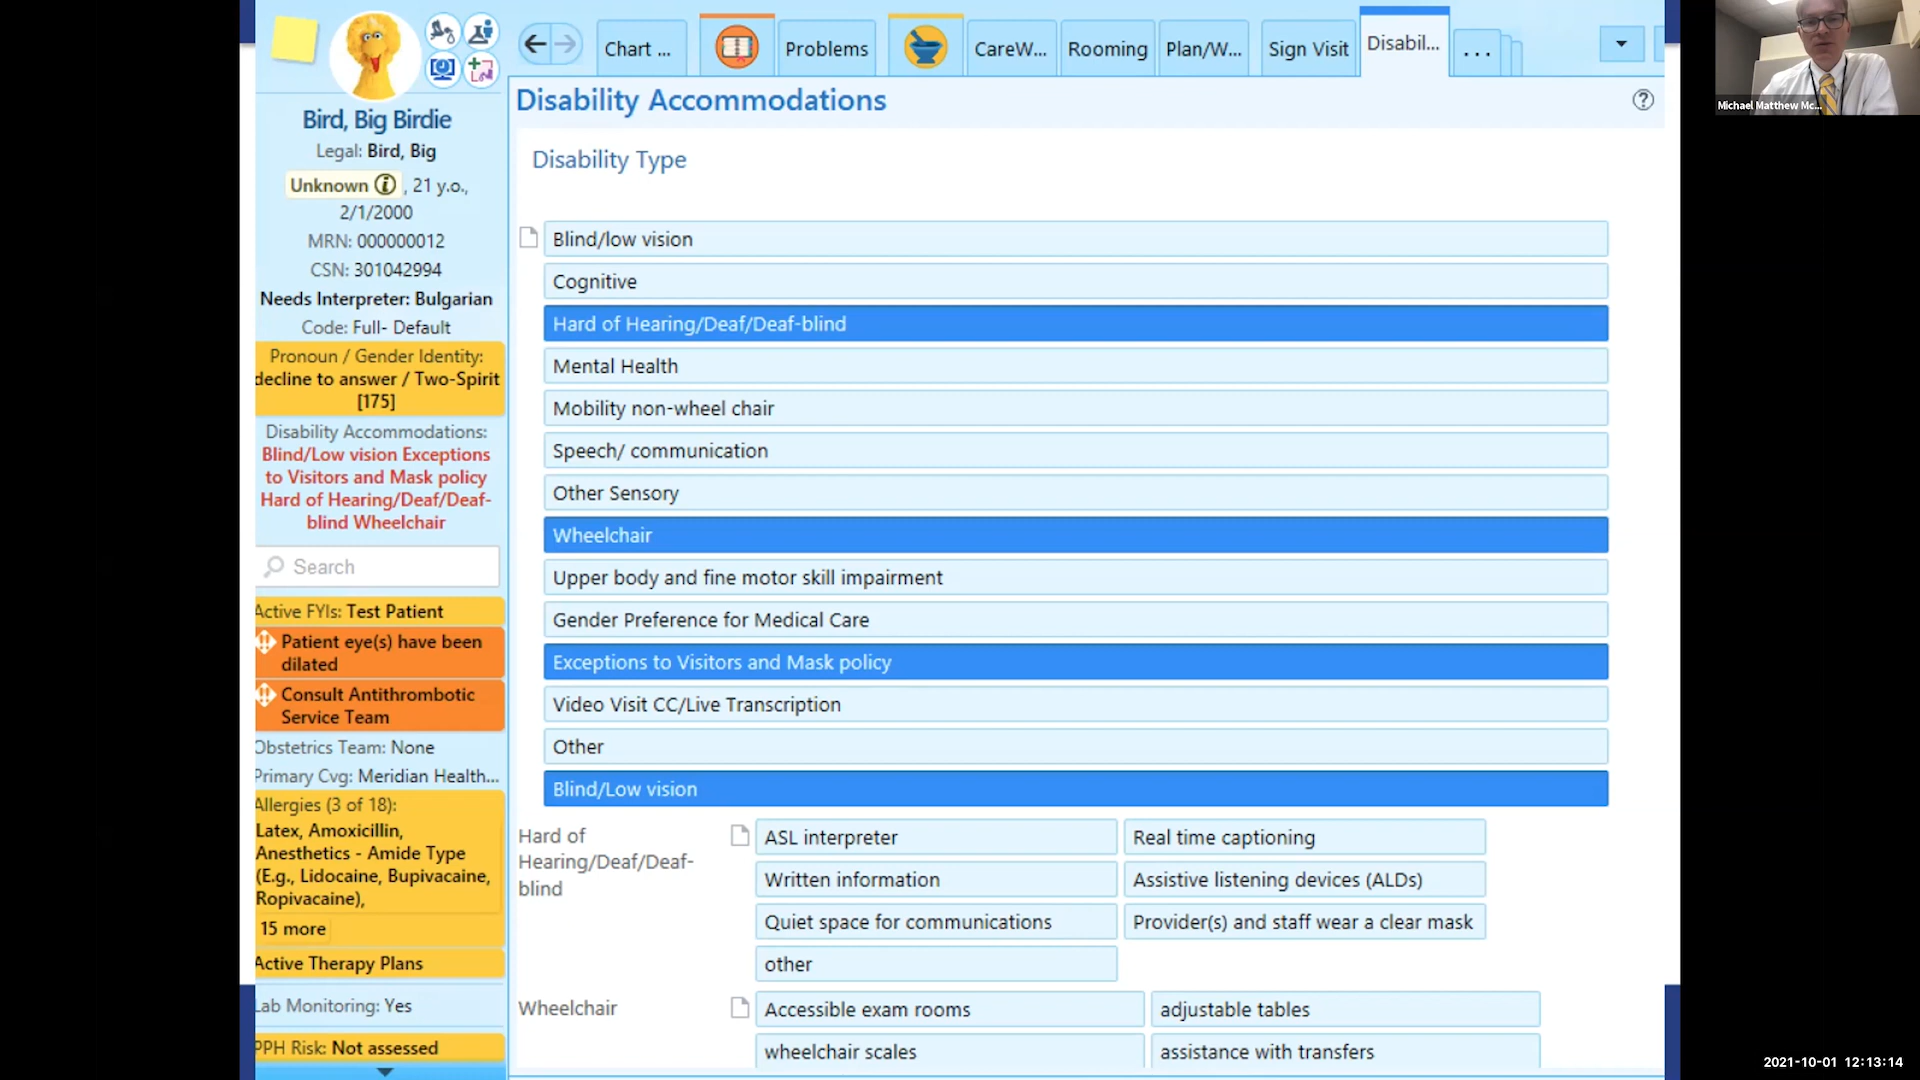 Chart ...
Problems
CareW...
Rooming
Plan/W...
Sign Visit
Disabil...
...
Michael Matthew Mc...
Bird, Big Birdie
Legal: Bird, Big
Unknown , 21 y.o.,
2/1/2000
MRN: 000000012
CSN: 301042994
Needs Interpreter: Bulgarian
Code: Full- Default
Pronoun / Gender Identity:
decline to answer / Two-Spirit
[175]
Disability Accommodations:
Blind/Low vision Exceptions
to Visitors and Mask policy
Hard of Hearing/Deaf/Deaf-
blind Wheelchair
Search
Active FYIs: Test Patient
Patient eye(s) have been
dilated
Consult Antithrombotic
Service Team
Obstetrics Team: None
Primary Cvg: Meridian Health...
Allergies (3 of 18):
Latex, Amoxicillin,
Anesthetics - Amide Type
(E.g., Lidocaine, Bupivacaine,
Ropivacaine),
15 more
Active Therapy Plans
Lab Monitoring: Yes
PPH Risk: Not assessed
Disability Accommodations
Disability Type
Blind/low vision
Cognitive
Hard of Hearing/Deaf/Deaf-blind
Mental Health
Mobility non-wheel chair
Speech/ communication
Other Sensory
Wheelchair
Upper body and fine motor skill impairment
Gender Preference for Medical Care
Exceptions to Visitors and Mask policy
Video Visit CC/Live Transcription
Other
Blind/Low vision
Hard of
Hearing/Deaf/Deaf-
blind
ASL interpreter
Real time captioning
Written information
Assistive listening devices (ALDs)
Quiet space for communications
Provider(s) and staff wear a clear mask
other
Wheelchair
Accessible exam rooms
adjustable tables
wheelchair scales
assistance with transfers
2021-10-01 12:13:14